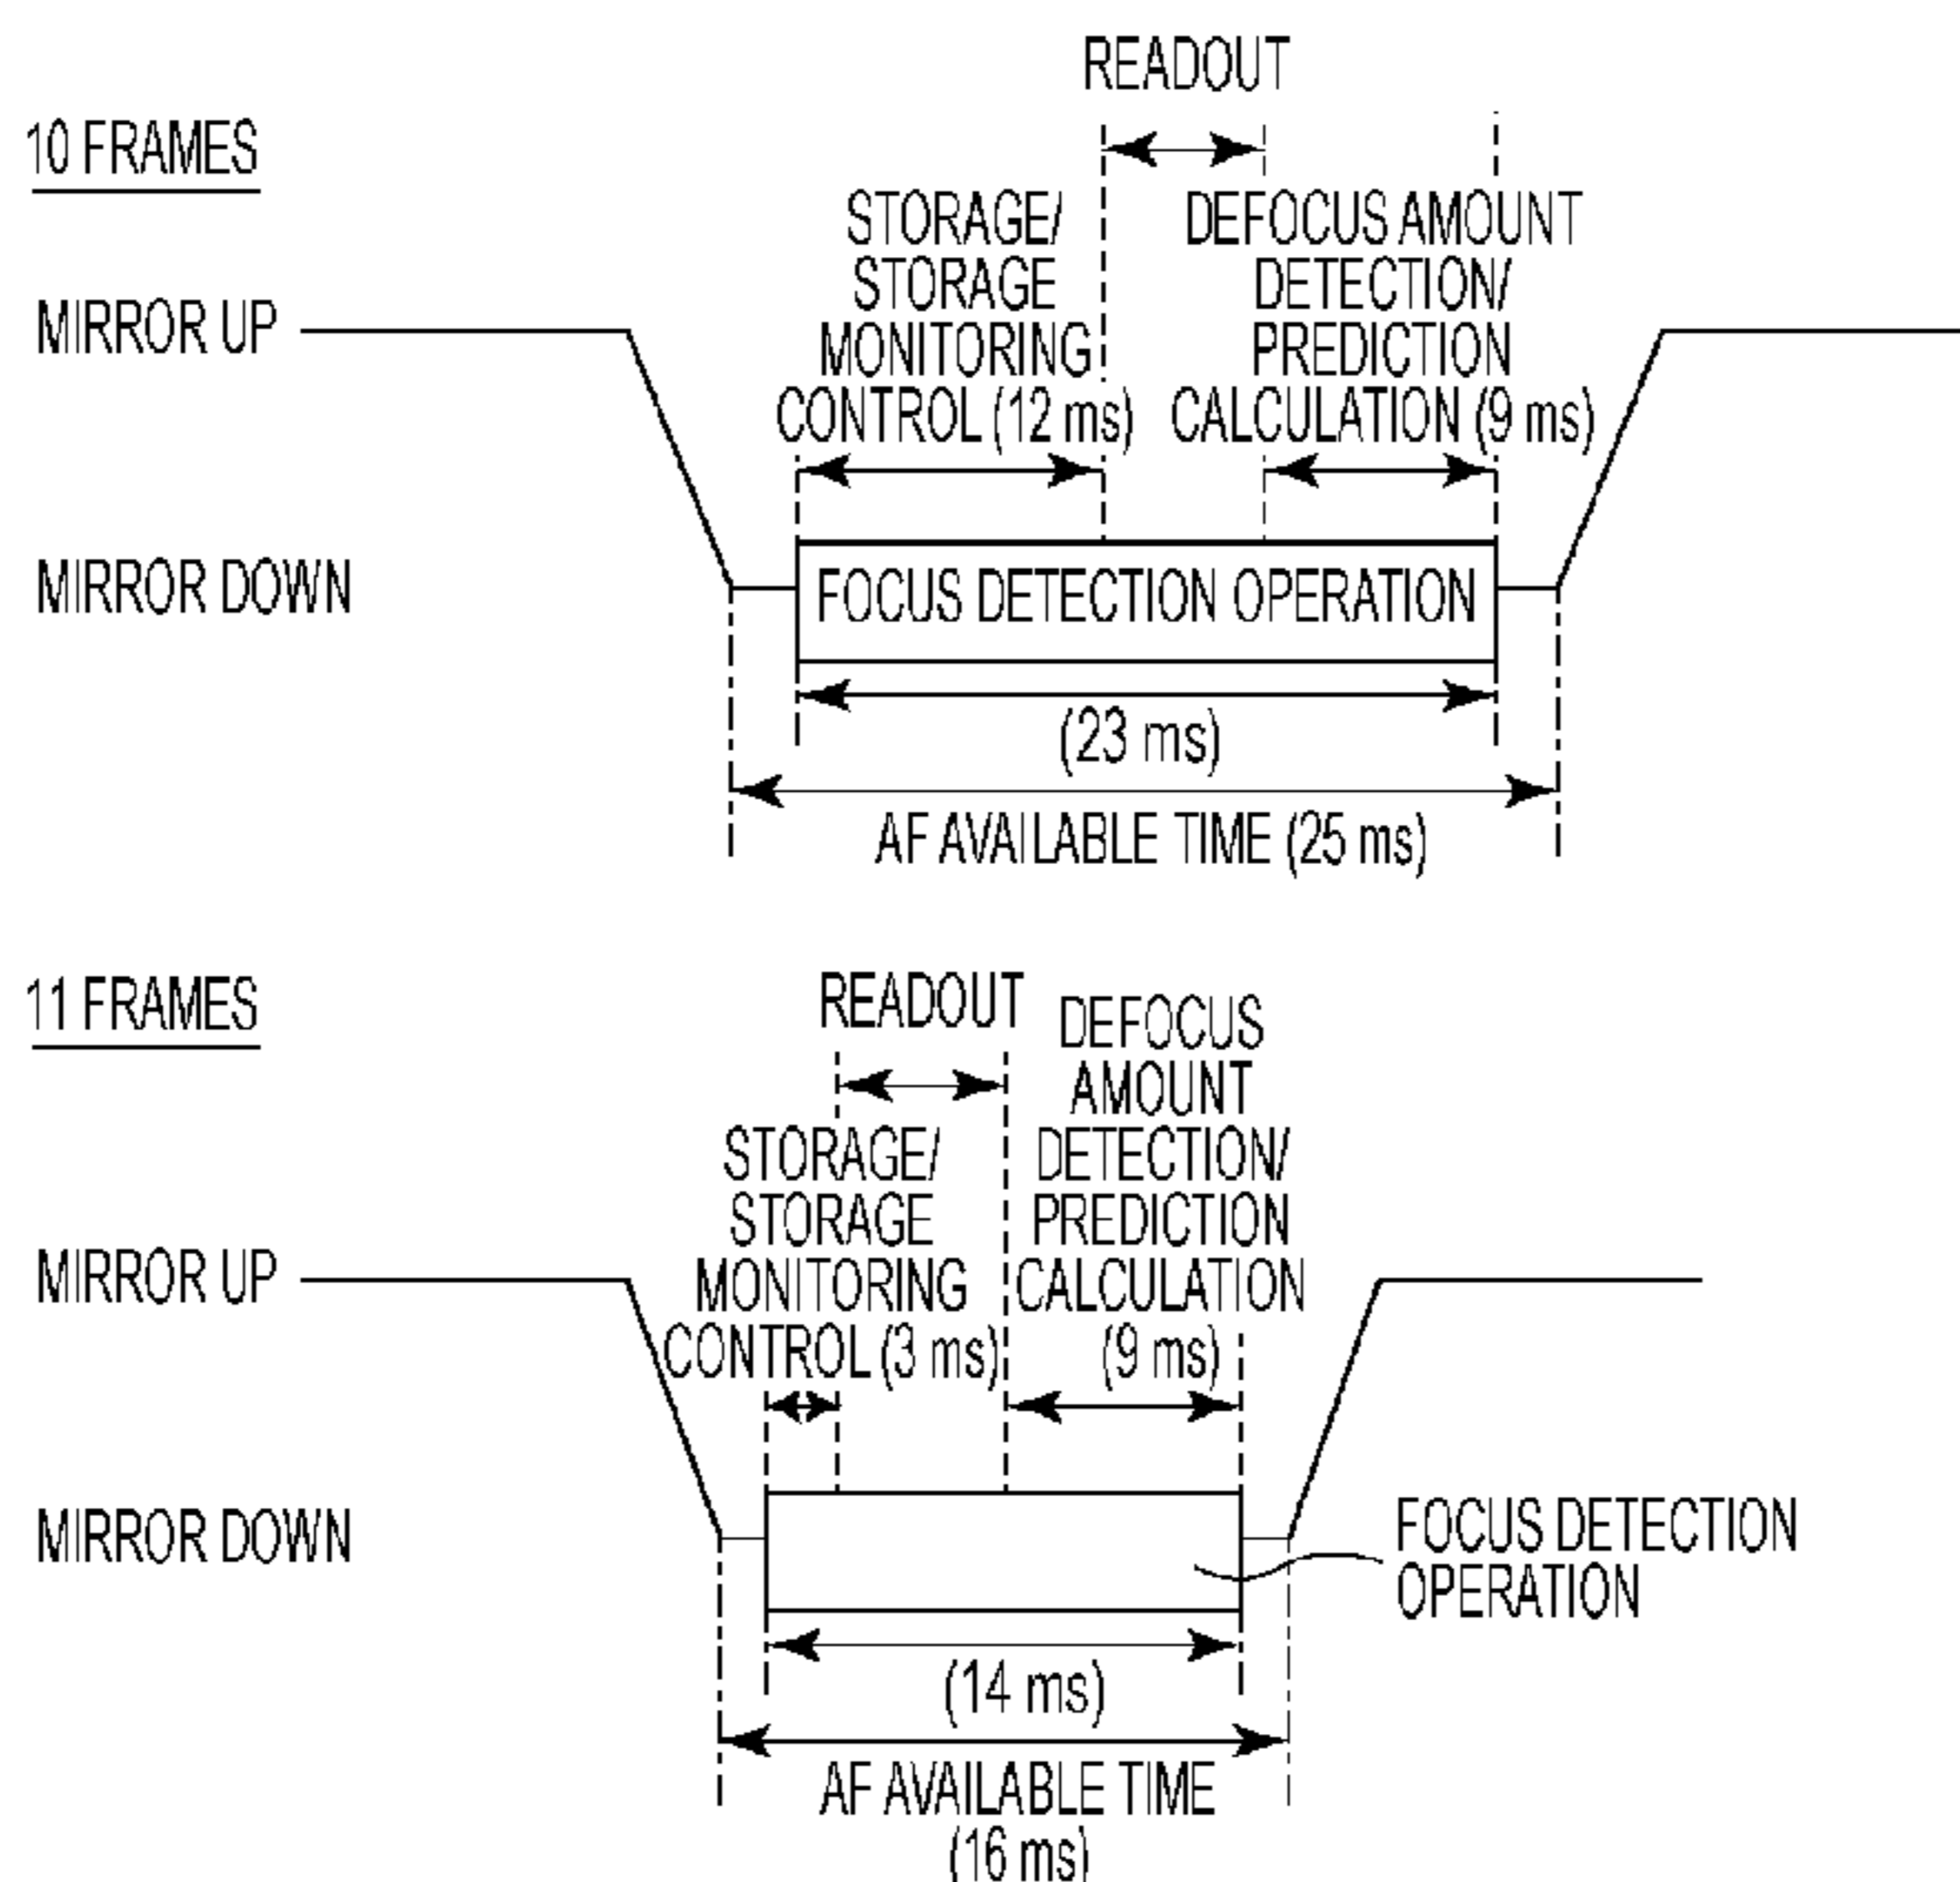 READOUT
10 FRAMES
STORAGE/
STORAGE
MONITORING
CONTROL (12 ms)
DEFOCUS AMOUNT
DETECTION/
PREDICTION
CALCULATION (9 ms)
MIRROR UP
MIRROR DOWN
FOCUS DETECTION OPERATION
(23 ms)
AF AVAILABLE TIME (25 ms)
11 FRAMES
READOUT
DEFOCUS
AMOUNT
DETECTION/
PREDICTION
CALCULATION
(9 ms)
STORAGE/
STORAGE
MONITORING
CONTROL (3 ms)
MIRROR UP
MIRROR DOWN
FOCUS DETECTION
OPERATION
(14 ms)
AF AVAILABLE TIME
(16 ms)